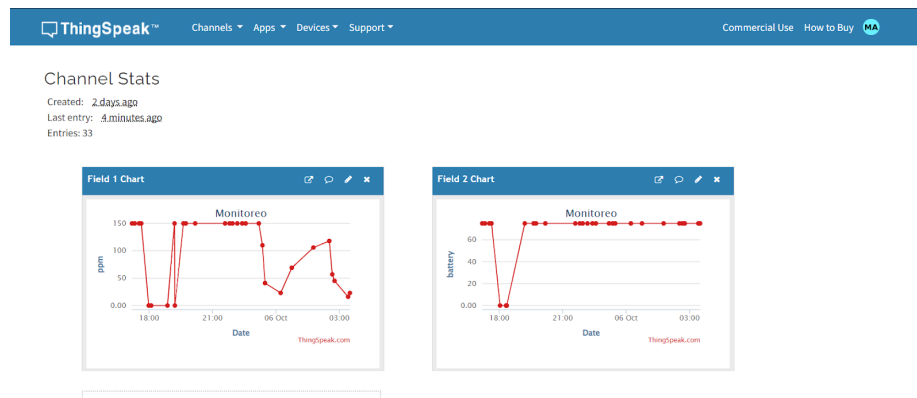 ThingSpeak™ Channels Apps Devices Support Commercial Use How to Buy MA
Channel Stats
Created: 2 days ago
Last entry: 4 minutes ago
Entries: 33
Field 1 Chart
Monitoreo
150
100
50
0.00
ppm
18:00 21:00 06 Oct 03:00
Date
ThingSpeak.com
Field 2 Chart
Monitoreo
60
40
20
0.00
battery
18:00 21:00 06 Oct 03:00
Date
ThingSpeak.com